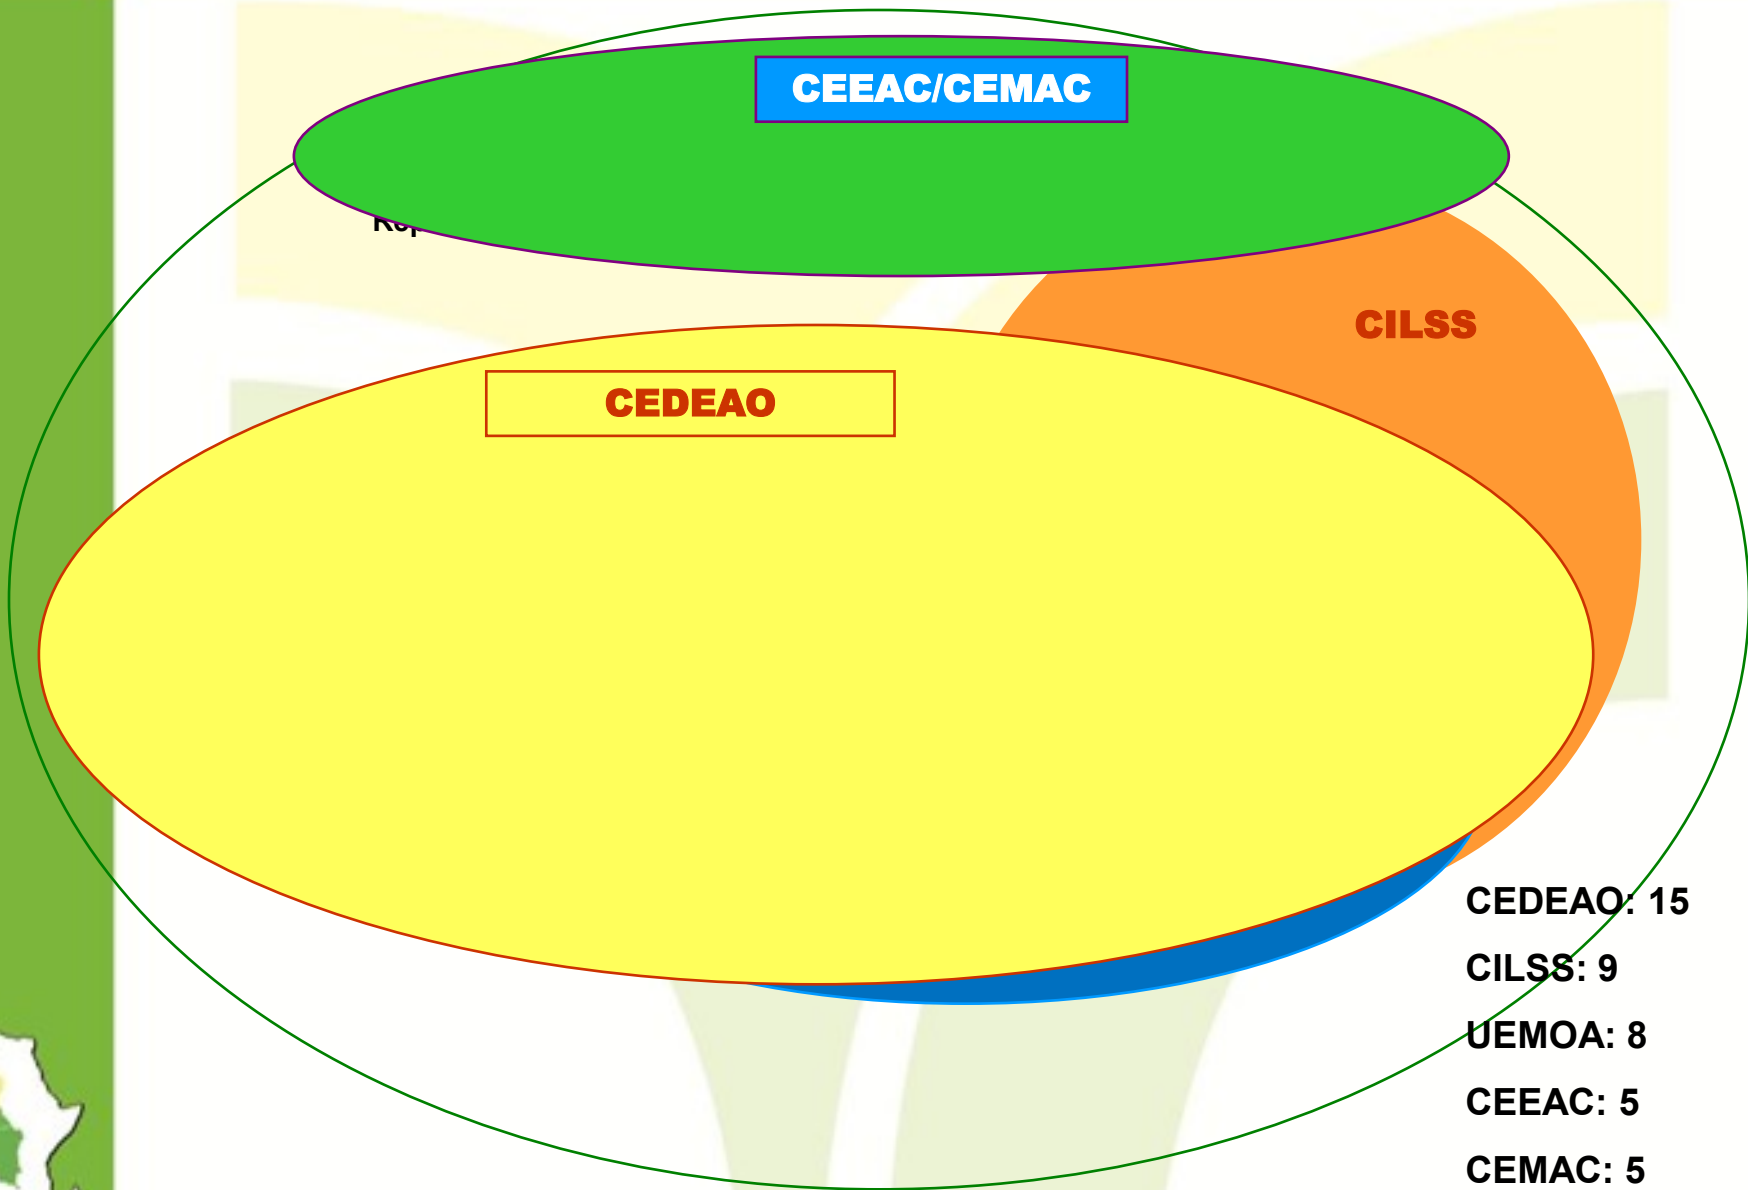 CEEAC/CEMAC
CILSS
CEDEAO
CEDEAO: 15
CILSS: 9
UEMOA: 8
CEEAC: 5
CEMAC: 5